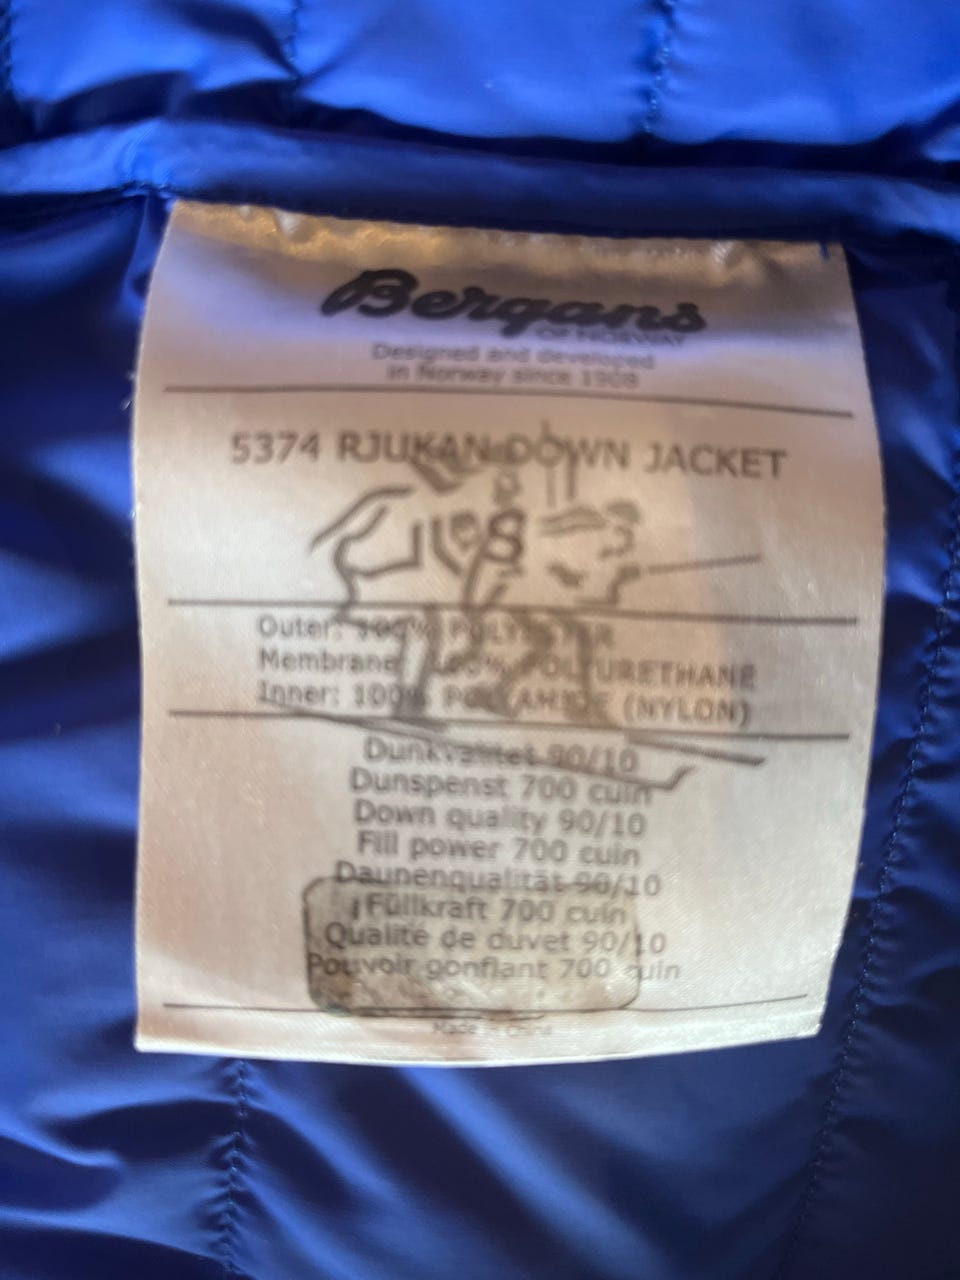 Bergans
OF NORWAY
Designed and developed
in Norway since 1908
5374 RJUKAN DOWN JACKET
S
Outer: 100% POLYESTER
Membrane: 100% POLYURETHANE
Inner: 100% POLYAMIDE (NYLON)
Dunkvalitet 90/10
Dunspenst 700 cuin
Down quality 90/10
Fill power 700 cuin
Daunenqualität 90/10
Füllkraft 700 cuin
Qualité de duvet 90/10
Pouvoir gonflant 700 cuin
Made in China